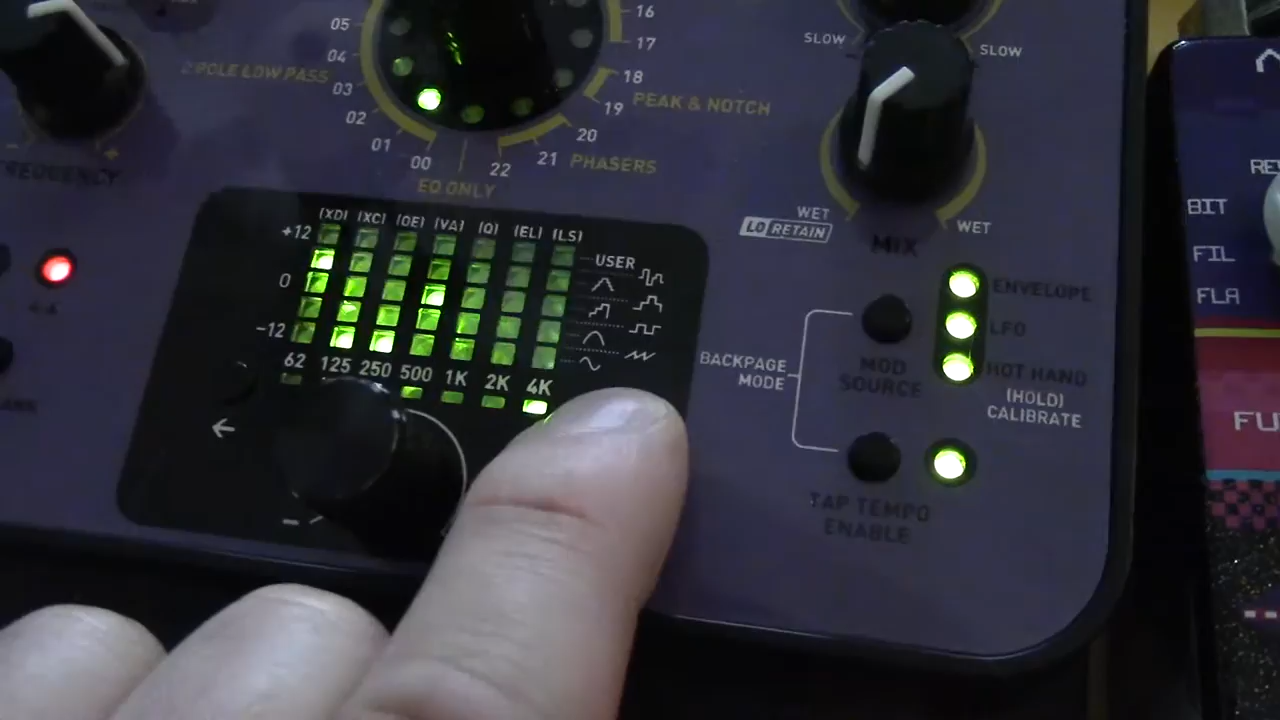 05
04
03
02
01
00
22
21
20
19
18
17
16
2 POLE LOW PASS
PEAK & NOTCH
PHASERS
EQ ONLY
SLOW
SLOW
FREQUENCY
- +
WET
LO RETAIN
WET
MIX
(XD) (XC) (OE) (VA) (Q) (EL) (LS)
+12
0
-12
USER
62 125 250 500 1K 2K 4K
ENVELOPE
LFO
HOT HAND
(HOLD)
CALIBRATE
BACKPAGE
MODE
MOD
SOURCE
TAP TEMPO
ENABLE
BIT
FIL
FLA
FU